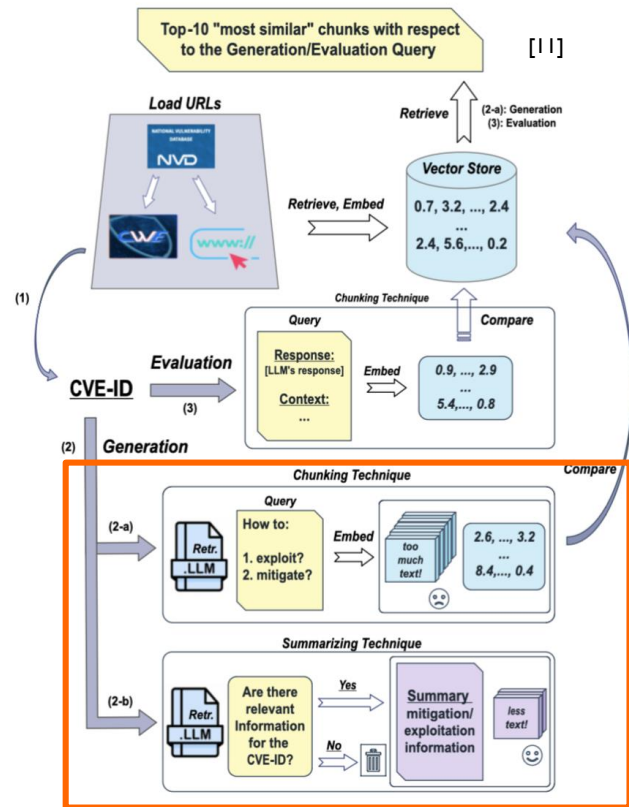 Top-10 "most similar" chunks with respect
to the Generation/Evaluation Query
[11]
Load URLs
NATIONAL VULNERABILITY
DATABASE
NVD
CWE
www://
Retrieve
(2-a): Generation
(3): Evaluation
Vector Store
0.7, 3.2, ..., 2.4
...
2.4, 5.6,..., 0.2
Retrieve, Embed
(1)
Chunking Technique
Query
Compare
Response:
[LLM's response]
Context:
...
Embed
0.9, ..., 2.9
...
5.4,..., 0.8
Evaluation
(3)
CVE-ID
(2)
Generation
Compare
Chunking Technique
(2-a)
Retr.
.LLM
Query
How to:
1. exploit?
2. mitigate?
Embed
too
much
text!
2.6, ..., 3.2
...
8.4,..., 0.4
Summarizing Technique
(2-b)
Retr.
.LLM
Are there
relevant
Information
for the
CVE-ID?
Yes
No
Summary
mitigation/
exploitation
information
less
text!